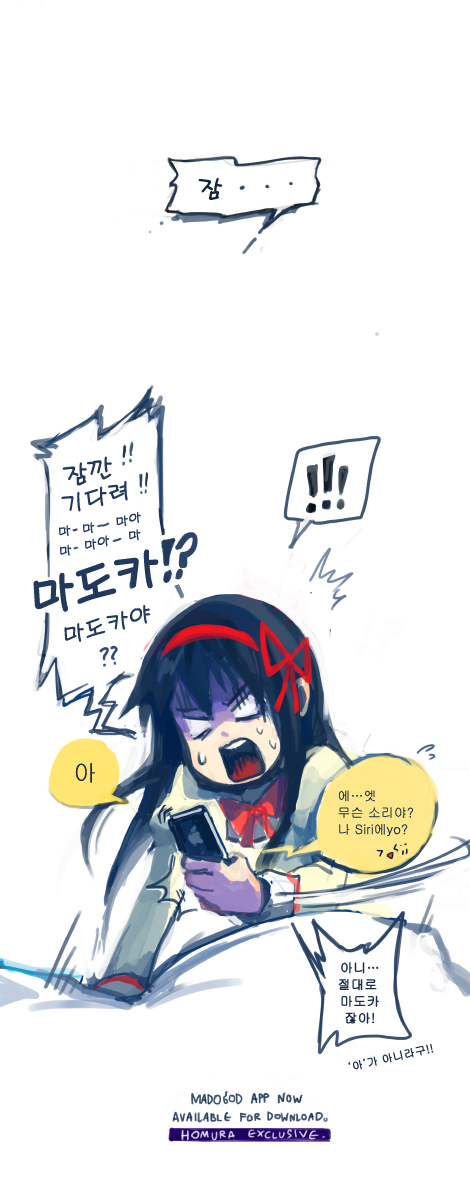 잠 . . .
잠깐 !!
기다려 !!
마- 마— 마아
마- 마아 — 마
마도카!?
마도카야
??
!!!
아
에…엣
무슨 소리야?
나 Siri에yo?
아니…
절대로
마도카
잖아!
'아'가 아니라구!!
MADOGOD APP NOW
AVAILABLE FOR DOWNLOAD.
HOMURA EXCLUSIVE.